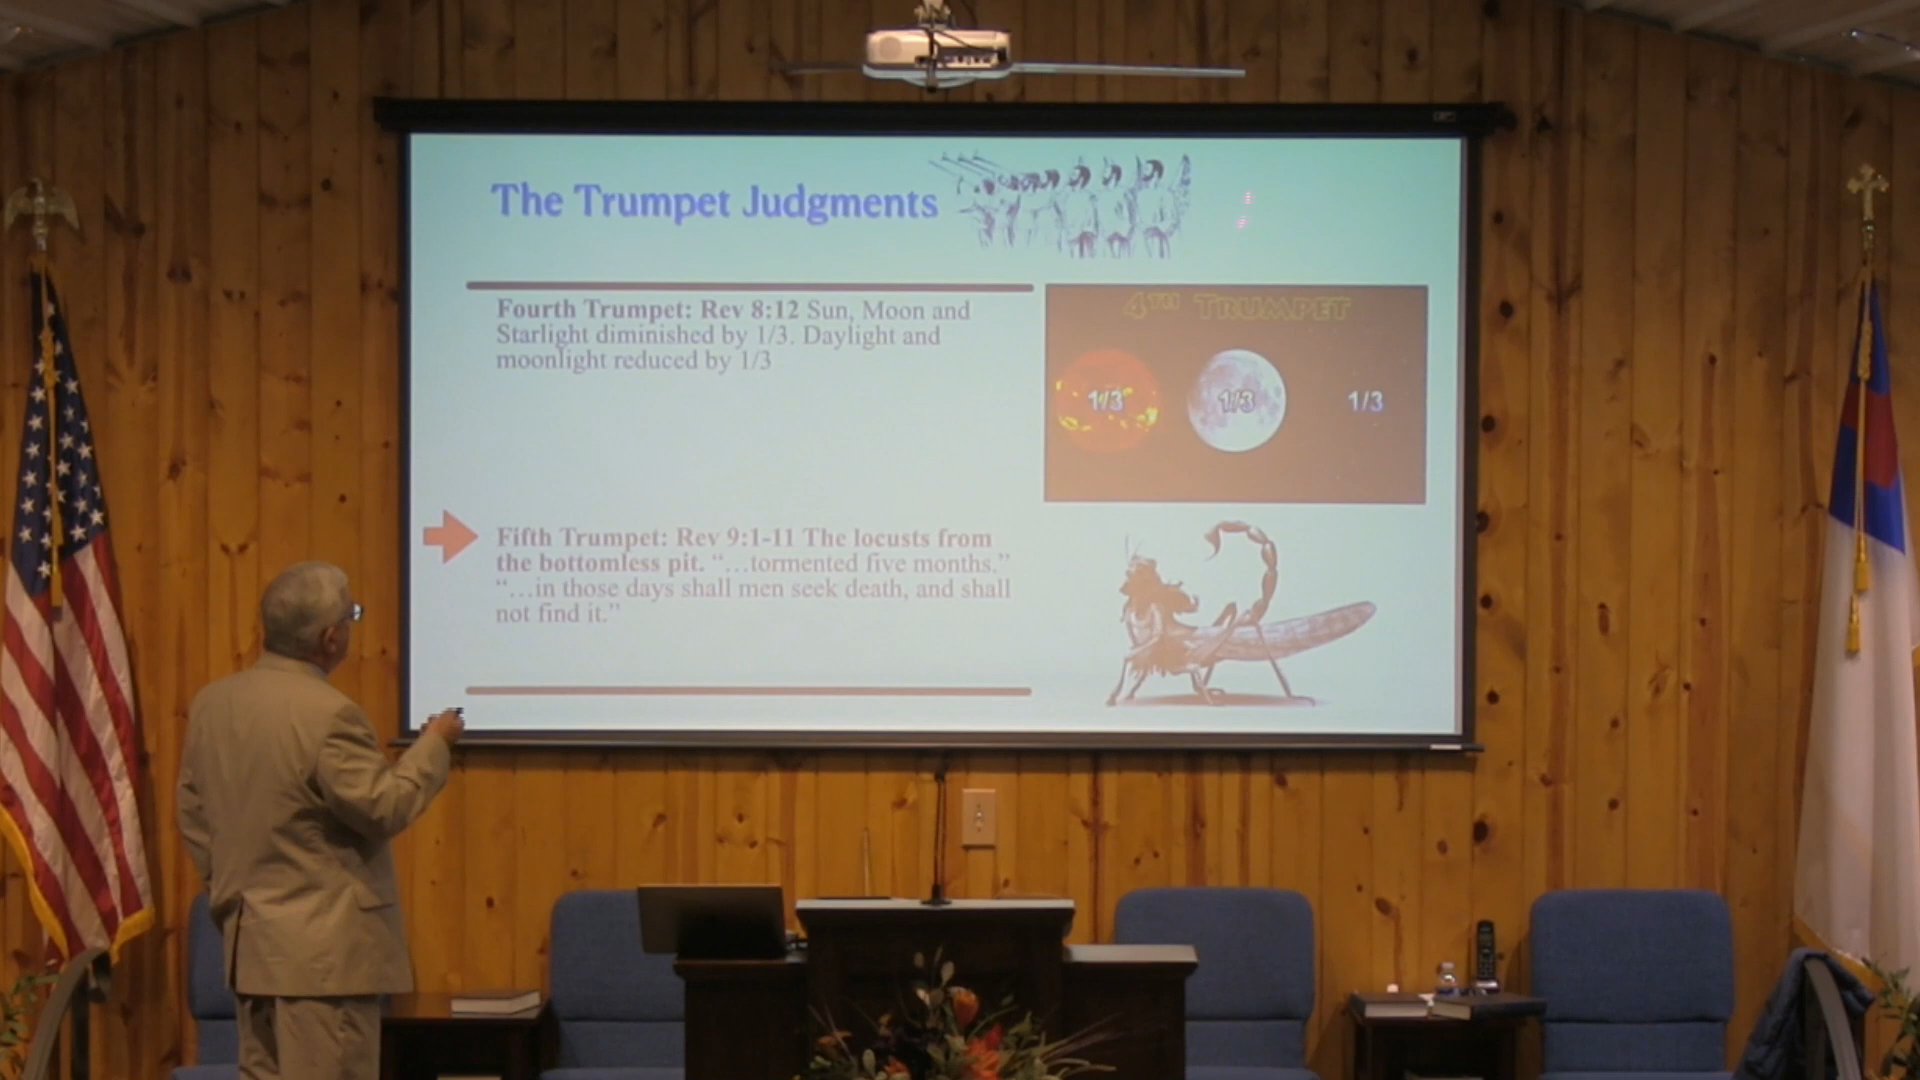 The Trumpet Judgments
Fourth Trumpet: Rev 8:12 Sun, Moon and
Starlight diminished by 1/3. Daylight and
moonlight reduced by 1/3
4TH TRUMPET
1/3 1/3 1/3
Fifth Trumpet: Rev 9:1-11 The locusts from
the bottomless pit. “…tormented five months.”
“…in those days shall men seek death, and shall
not find it.”